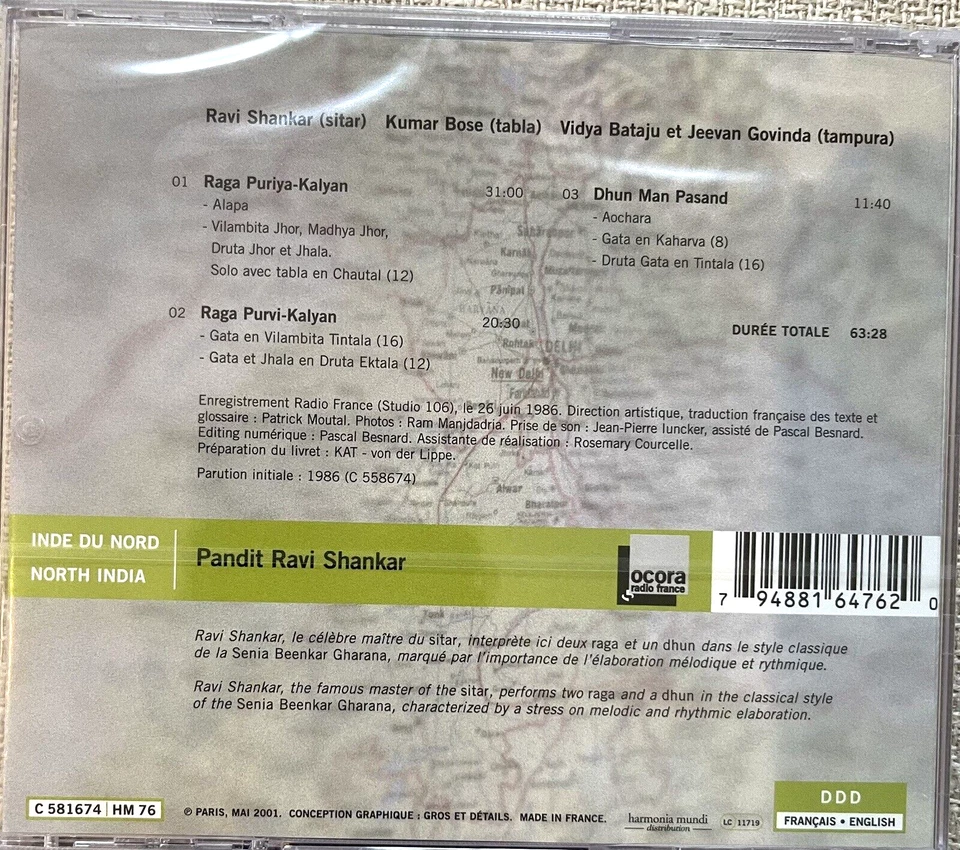 Ravi Shankar (sitar) Kumar Bose (tabla) Vidya Bataju et Jeevan Govinda (tampura)
01 Raga Puriya-Kalyan 31:00
- Alapa
- Vilambita Jhor, Madhya Jhor,
Druta Jhor et Jhala.
Solo avec tabla en Chautal (12)
02 Raga Purvi-Kalyan 20:30
- Gata en Vilambita Tintala (16)
- Gata et Jhala en Druta Ektala (12)
03 Dhun Man Pasand 11:40
- Aochara
- Gata en Kaharva (8)
- Druta Gata en Tintala (16)
DURÉE TOTALE 63:28
Karnal
Panipat
HARYANA
Rohtak
DELHI
New Delhi
Enregistrement Radio France (Studio 106), le 26 juin 1986. Direction artistique, traduction française des texte et
glossaire : Patrick Moutal. Photos : Ram Manjdadria. Prise de son : Jean-Pierre Iuncker, assisté de Pascal Besnard.
Editing numérique : Pascal Besnard. Assistante de réalisation : Rosemary Courcelle.
Préparation du livret : KAT - von der Lippe.
Parution initiale : 1986 (C 558674)
Alwar
INDE DU NORD
NORTH INDIA
Pandit Ravi Shankar
ocora
radio france
7 94881 64762 0
Tonk
Ravi Shankar, le célèbre maître du sitar, interprète ici deux raga et un dhun dans le style classique
de la Senia Beenkar Gharana, marqué par l'importance de l'élaboration mélodique et rythmique.
Ravi Shankar, the famous master of the sitar, performs two raga and a dhun in the classical style
of the Senia Beenkar Gharana, characterized by a stress on melodic and rhythmic elaboration.
C 581674 | HM 76
℗ PARIS, MAI 2001. CONCEPTION GRAPHIQUE : GROS ET DÉTAILS. MADE IN FRANCE.
harmonia mundi
distribution
LC 11719
DDD
FRANÇAIS • ENGLISH